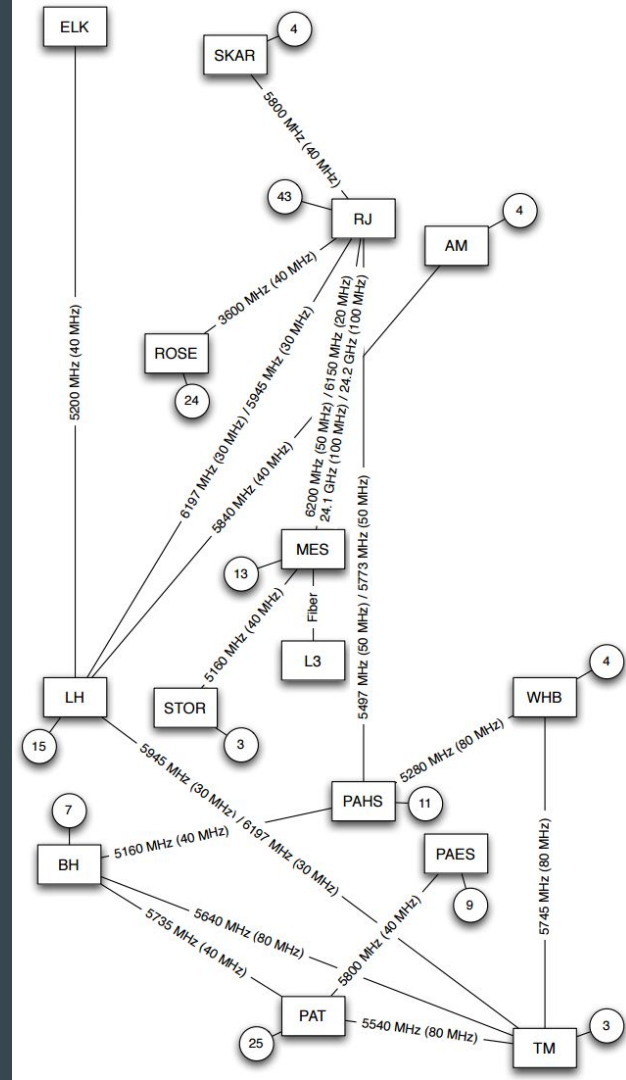 ELK
4
SKAR
5800 MHz (40 MHz)
43
RJ
4
AM
3600 MHz (40 MHz)
ROSE
24
5200 MHz (40 MHz)
6197 MHz (30 MHz) / 5945 MHz (30 MHz)
5840 MHz (40 MHz)
6200 MHz (50 MHz) / 6150 MHz (20 MHz)
24.1 GHz (100 MHz) / 24.2 GHz (100 MHz)
5497 MHz (50 MHz) / 5773 MHz (50 MHz)
MES
13
Fiber
5160 MHz (40 MHz)
L3
LH
15
STOR
3
4
WHB
5945 MHz (30 MHz) / 6197 MHz (30 MHz)
5280 MHz (80 MHz)
PAHS
11
7
BH
5160 MHz (40 MHz)
PAES
9
5745 MHz (80 MHz)
5640 MHz (80 MHz)
5735 MHz (40 MHz)
5800 MHz (40 MHz)
PAT
25
5540 MHz (80 MHz)
3
TM